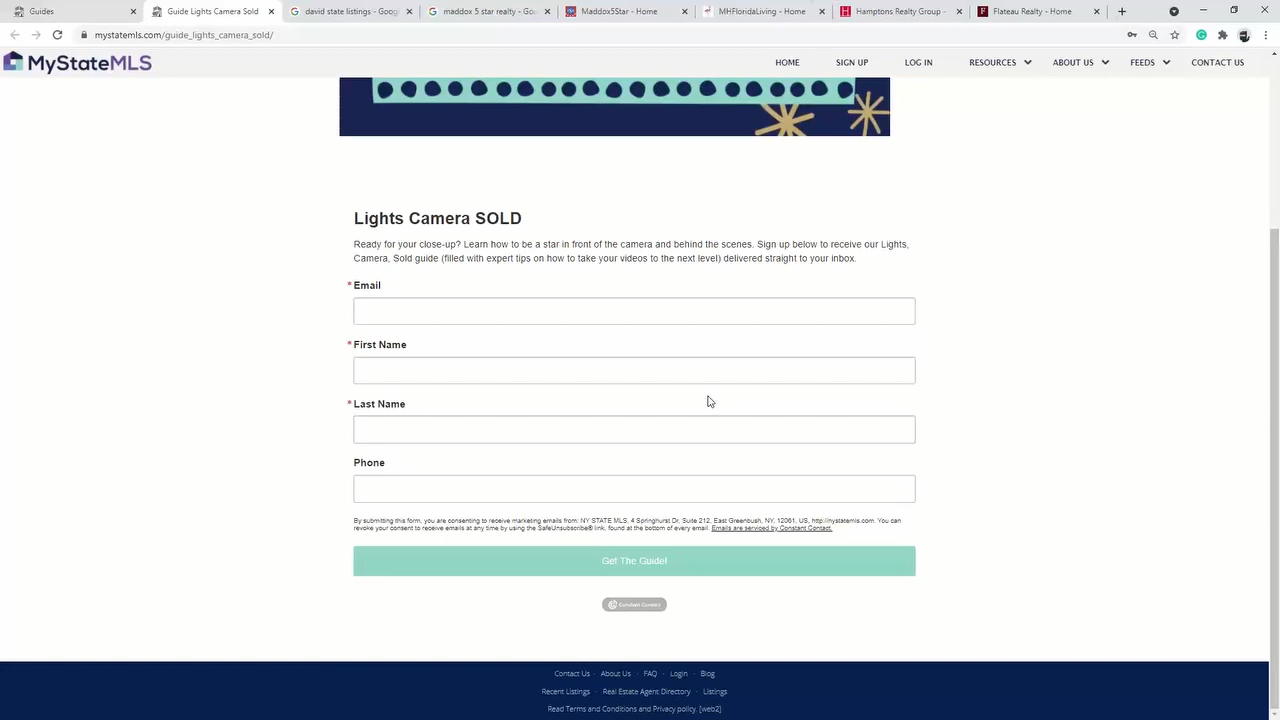 Guides
Guide Lights Camera Sold
david state listings - Goog
maddox 5 star realty - Goo
Maddox5Star - Home
MHFloridaLiving - Home
Hamptons Realty Group -
Flateau Realty - Home
mystatemls.com/guide_lights_camera_sold/
MyStateMLS
HOME
SIGN UP
LOG IN
RESOURCES
ABOUT US
FEEDS
CONTACT US
Lights Camera SOLD
Ready for your close-up? Learn how to be a star in front of the camera and behind the scenes. Sign up below to receive our Lights,
Camera, Sold guide (filled with expert tips on how to take your videos to the next level) delivered straight to your inbox.
* Email
* First Name
* Last Name
Phone
By submitting this form, you are consenting to receive marketing emails from: NY STATE MLS, 4 Springhurst Dr, Suite 212, East Greenbush, NY, 12061, US, http://nystatemls.com. You can
revoke your consent to receive emails at any time by using the SafeUnsubscribe® link, found at the bottom of every email. Emails are serviced by Constant Contact.
Get The Guide!
Constant Contact
Contact Us · About Us · FAQ · Login · Blog
Recent Listings · Real Estate Agent Directory · Listings
Read Terms and Conditions and Privacy policy. [web2]